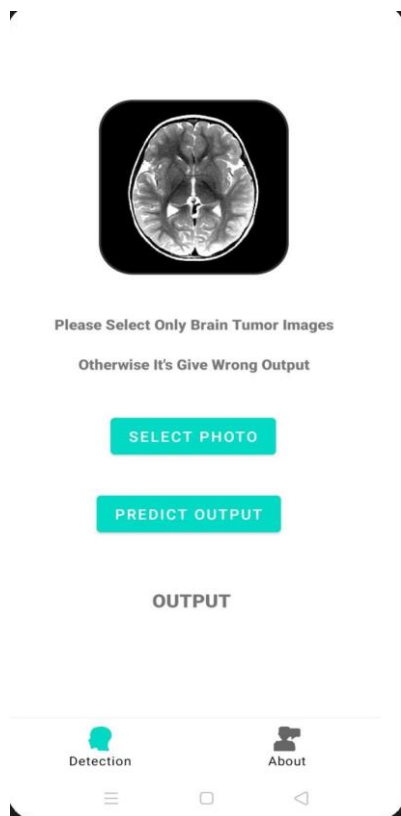 Please Select Only Brain Tumor Images
Otherwise It's Give Wrong Output
SELECT PHOTO
PREDICT OUTPUT
OUTPUT
Detection
About